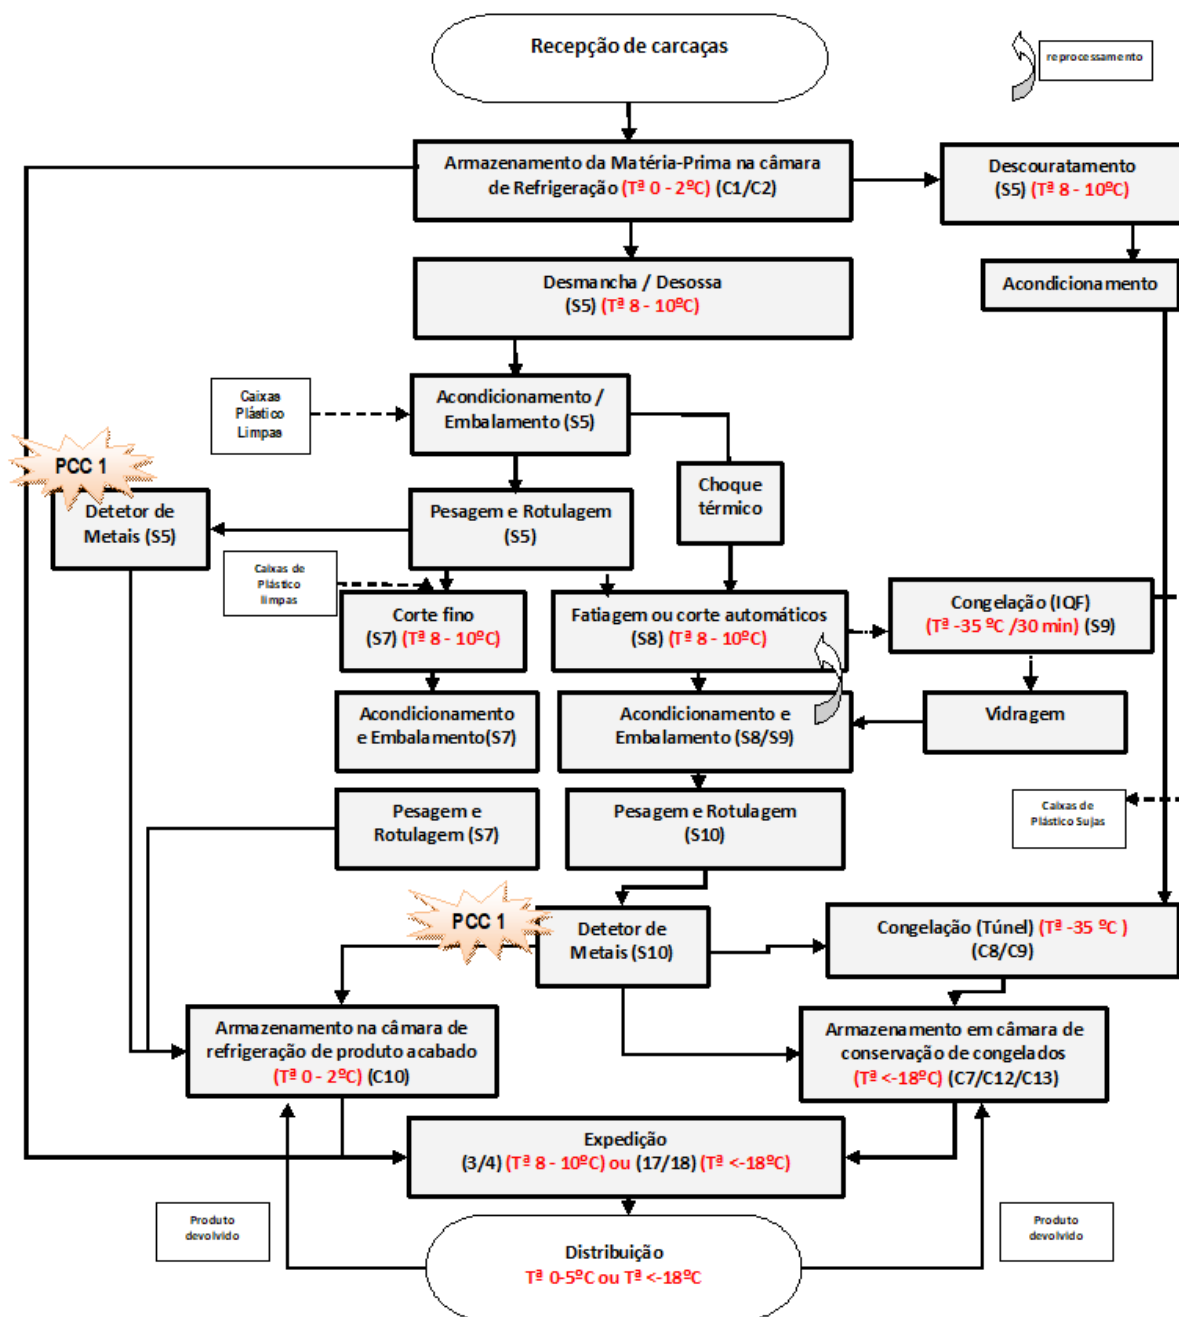 Recepção de carcaças
reprocessamento
Armazenamento da Matéria-Prima na câmara
de Refrigeração (Tª 0 - 2ºC) (C1/C2)
Descouratamento
(S5) (Tª 8 - 10ºC)
Desmancha / Desossa
(S5) (Tª 8 - 10ºC)
Acondicionamento
Caixas
Plástico
Limpas
Acondicionamento /
Embalamento (S5)
PCC 1
Detetor de
Metais (S5)
Pesagem e Rotulagem
(S5)
Choque
térmico
Caixas de
Plástico
limpas
Corte fino
(S7) (Tª 8 - 10ºC)
Fatiagem ou corte automáticos
(S8) (Tª 8 - 10ºC)
Congelação (IQF)
(Tª -35 ºC /30 min) (S9)
Acondicionamento
e Embalamento(S7)
Acondicionamento e
Embalamento (S8/S9)
Vidragem
Pesagem e
Rotulagem (S7)
Pesagem e Rotulagem
(S10)
Caixas de
Plástico Sujas
PCC 1
Detetor de
Metais (S10)
Congelação (Túnel) (Tª -35 ºC )
(C8/C9)
Armazenamento na câmara de
refrigeração de produto acabado
(Tª 0 - 2ºC) (C10)
Armazenamento em câmara de
conservação de congelados
(Tª <-18ºC) (C7/C12/C13)
Expedição
(3/4) (Tª 8 - 10ºC) ou (17/18) (Tª <-18ºC)
Produto
devolvido
Distribuição
Tª 0-5ºC ou Tª <-18ºC
Produto
devolvido